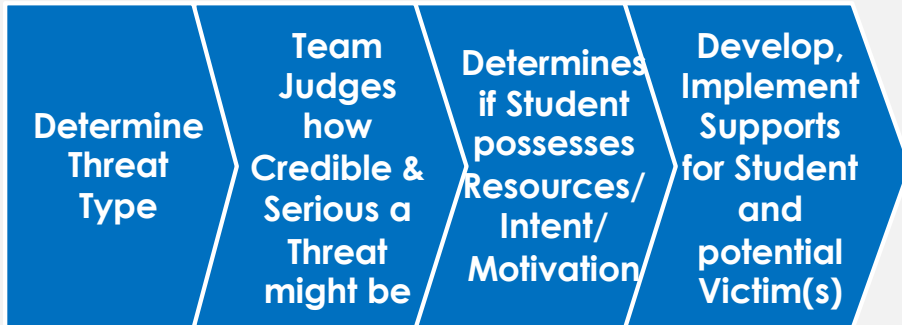 Determine
Threat
Type
Team
Judges
how
Credible &
Serious a
Threat
might be
Determines
if Student
possesses
Resources/
Intent/
Motivation
Develop,
Implement
Supports
for Student
and
potential
Victim(s)